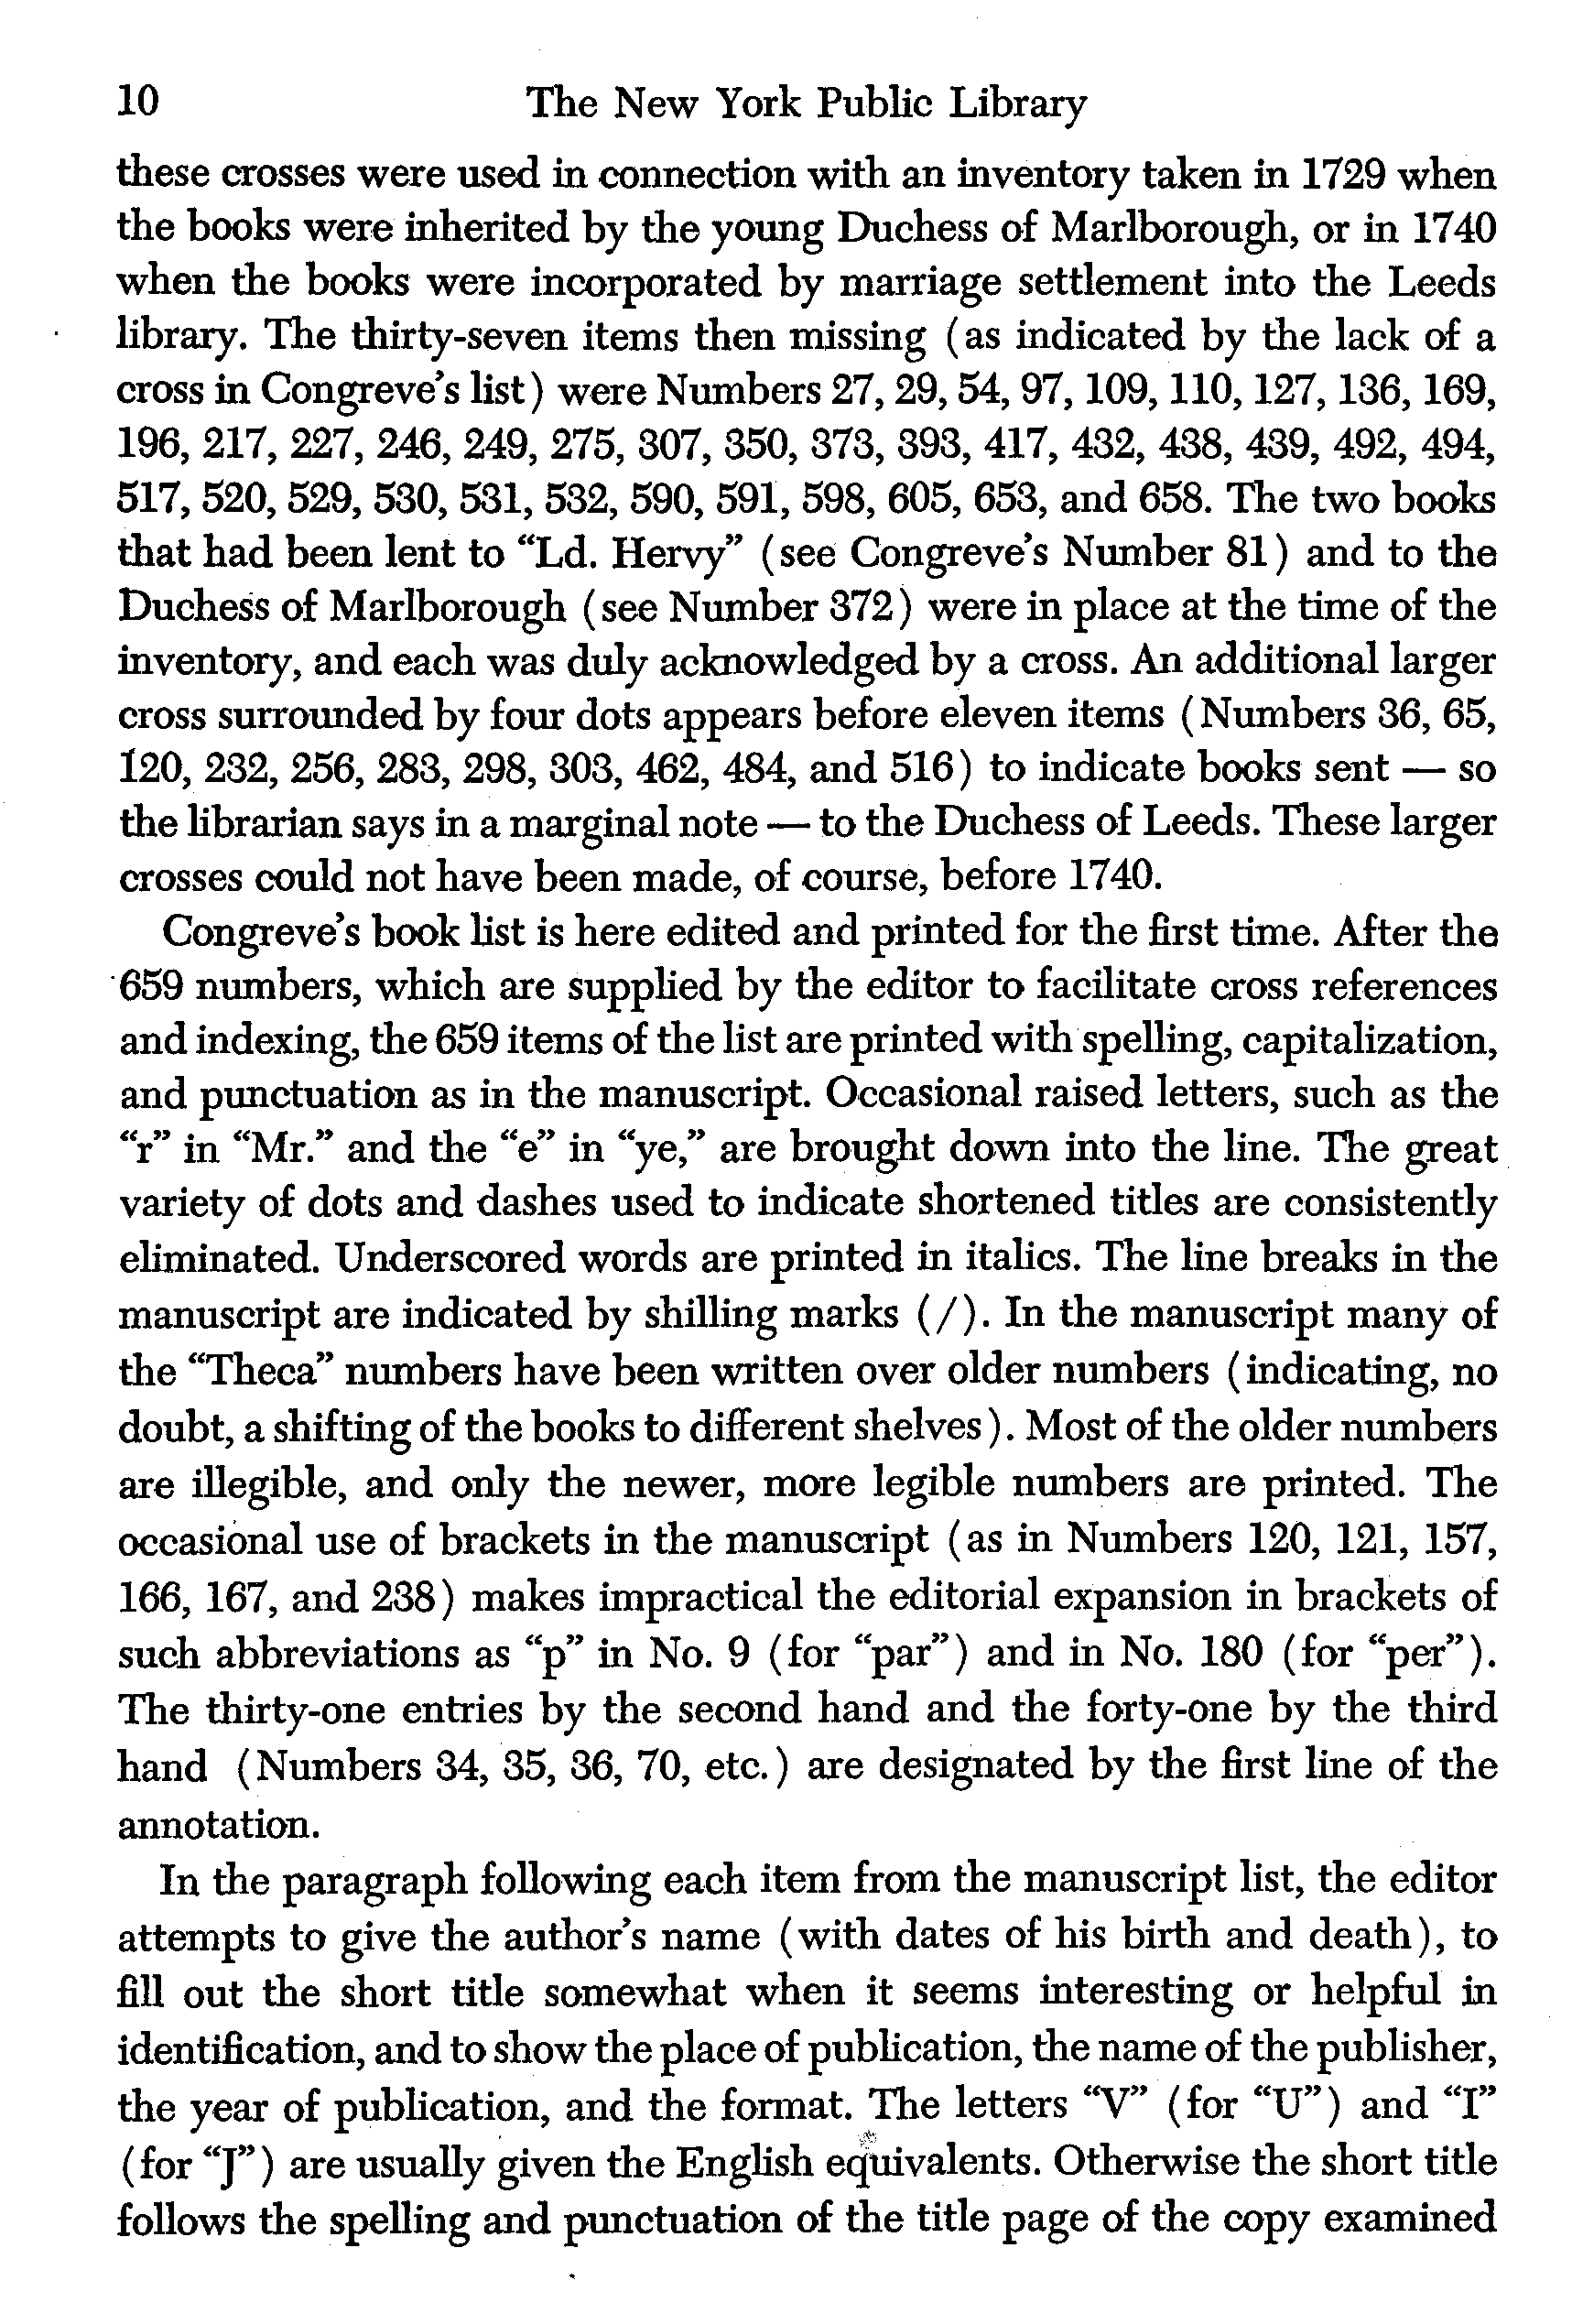 10 The New York Public Library
these crosses were used in connection with an inventory taken in 1729 when
the books were inherited by the young Duchess of Marlborough, or in 1740
when the books were incorporated by marriage settlement into the Leeds
library. The thirty-seven items then missing (as indicated by the lack of a
cross in Congreve's list) were Numbers 27, 29, 54, 97, 109, 110, 127, 136, 169,
196, 217, 227, 246, 249, 275, 307, 350, 373, 393, 417, 432, 438, 439, 492, 494,
517, 520, 529, 530, 531, 532, 590, 591, 598, 605, 653, and 658. The two books
that had been lent to “Ld. Hervy” (see Congreve's Number 81) and to the
Duchess of Marlborough (see Number 372) were in place at the time of the
inventory, and each was duly acknowledged by a cross. An additional larger
cross surrounded by four dots appears before eleven items (Numbers 36, 65,
120, 232, 256, 283, 298, 303, 462, 484, and 516) to indicate books sent — so
the librarian says in a marginal note — to the Duchess of Leeds. These larger
crosses could not have been made, of course, before 1740.
Congreve's book list is here edited and printed for the first time. After the
659 numbers, which are supplied by the editor to facilitate cross references
and indexing, the 659 items of the list are printed with spelling, capitalization,
and punctuation as in the manuscript. Occasional raised letters, such as the
“r” in “Mr.” and the “e” in “ye,” are brought down into the line. The great
variety of dots and dashes used to indicate shortened titles are consistently
eliminated. Underscored words are printed in italics. The line breaks in the
manuscript are indicated by shilling marks (/). In the manuscript many of
the “Theca” numbers have been written over older numbers (indicating, no
doubt, a shifting of the books to different shelves). Most of the older numbers
are illegible, and only the newer, more legible numbers are printed. The
occasional use of brackets in the manuscript (as in Numbers 120, 121, 157,
166, 167, and 238) makes impractical the editorial expansion in brackets of
such abbreviations as “p” in No. 9 (for “par”) and in No. 180 (for “per”).
The thirty-one entries by the second hand and the forty-one by the third
hand (Numbers 34, 35, 36, 70, etc.) are designated by the first line of the
annotation.
In the paragraph following each item from the manuscript list, the editor
attempts to give the author's name (with dates of his birth and death), to
fill out the short title somewhat when it seems interesting or helpful in
identification, and to show the place of publication, the name of the publisher,
the year of publication, and the format. The letters “V” (for “U”) and “I”
(for “J”) are usually given the English equivalents. Otherwise the short title
follows the spelling and punctuation of the title page of the copy examined